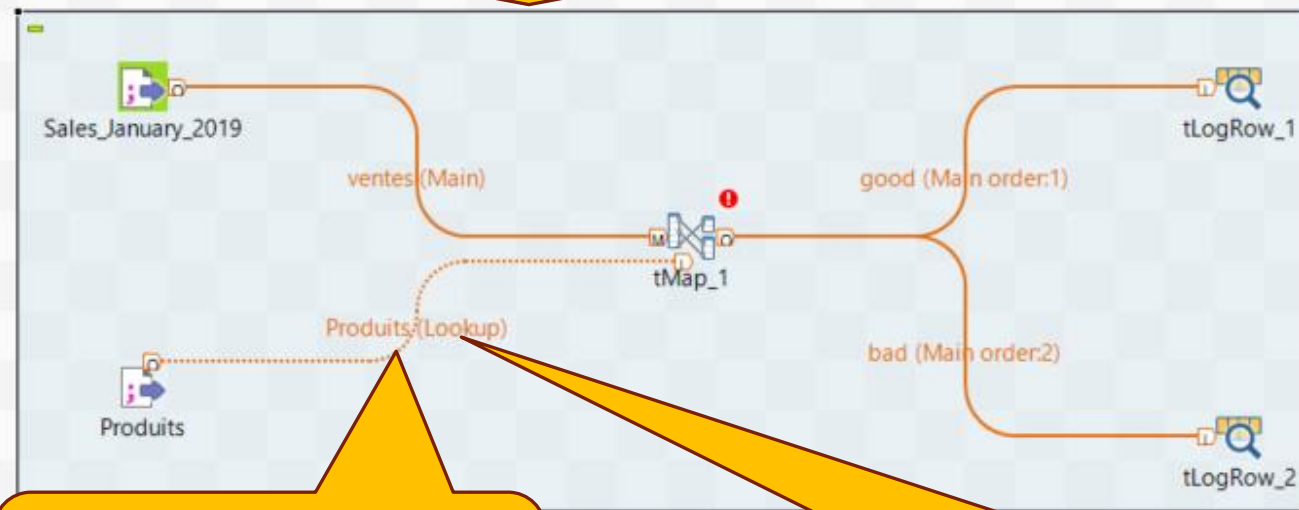 Sales_January_2019
ventes (Main)
good (Main order:1)
tLogRow_1
tMap_1
Produits (Lookup)
bad (Main order:2)
Produits
tLogRow_2